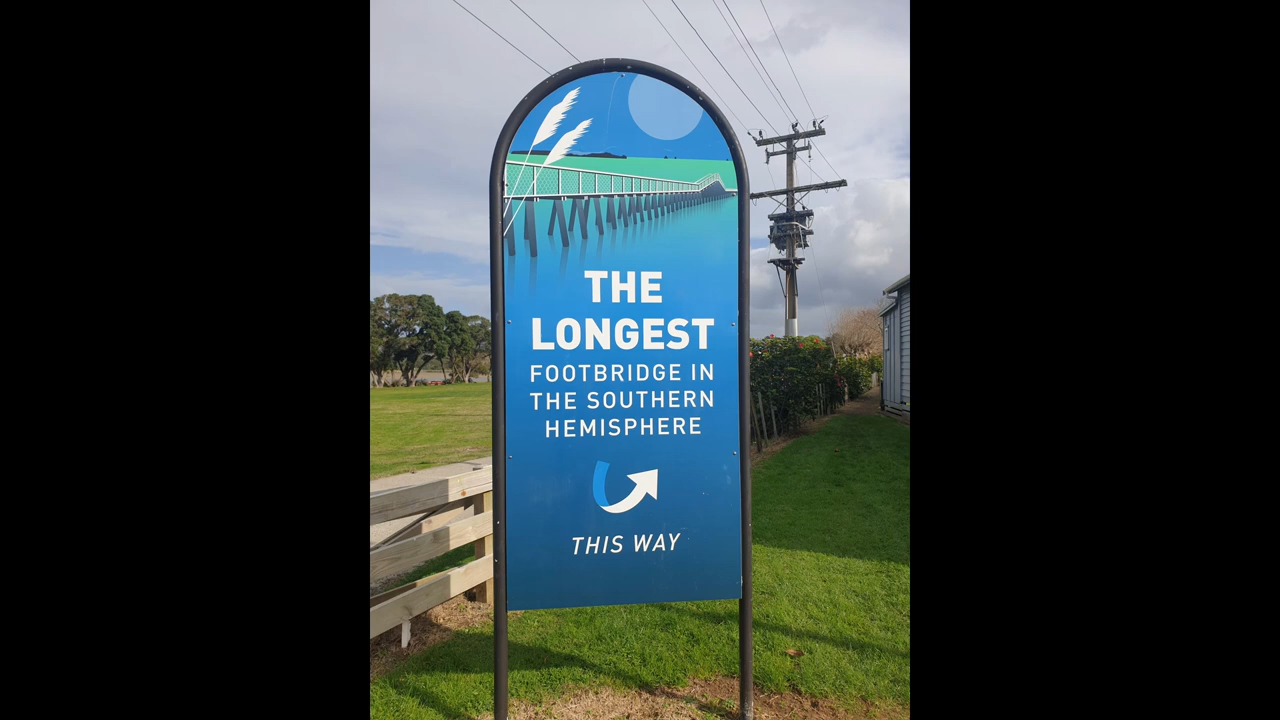 THE
LONGEST
FOOTBRIDGE IN
THE SOUTHERN
HEMISPHERE
THIS WAY